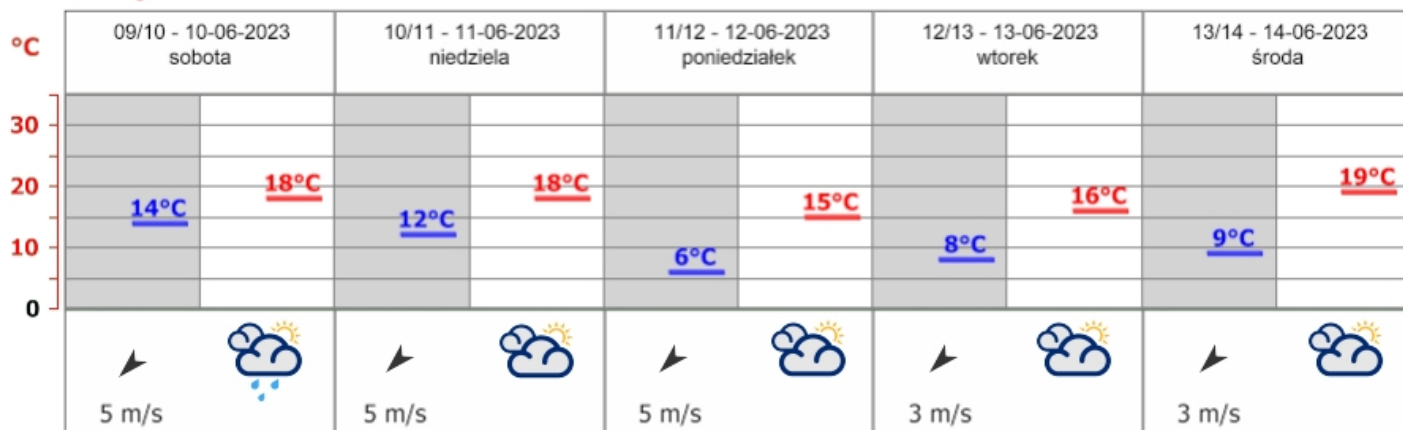 09/10 - 10-06-2023
sobota
10/11 - 11-06-2023
niedziela
11/12 - 12-06-2023
poniedziałek
12/13 - 13-06-2023
wtorek
13/14 - 14-06-2023
środa
°C
30
20
10
0
14°C
18°C
12°C
18°C
6°C
15°C
8°C
16°C
9°C
19°C
5 m/s
5 m/s
5 m/s
3 m/s
3 m/s